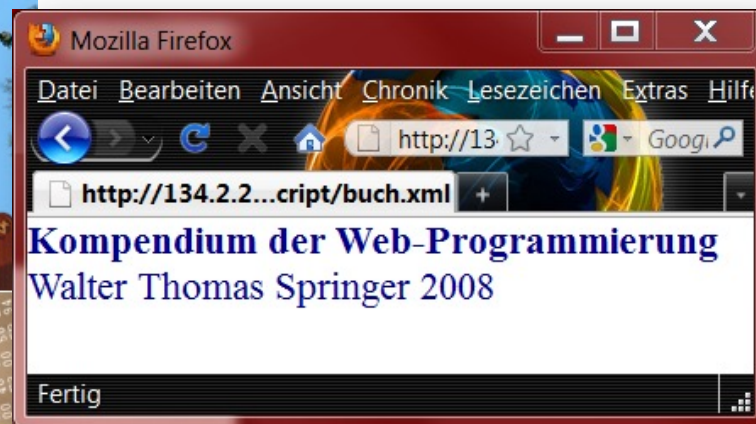 Mozilla Firefox
Datei Bearbeiten Ansicht Chronik Lesezeichen Extras Hilfe
http://13
http://134.2.2...cript/buch.xml
Kompendium der Web-Programmierung
Walter Thomas Springer 2008
Fertig